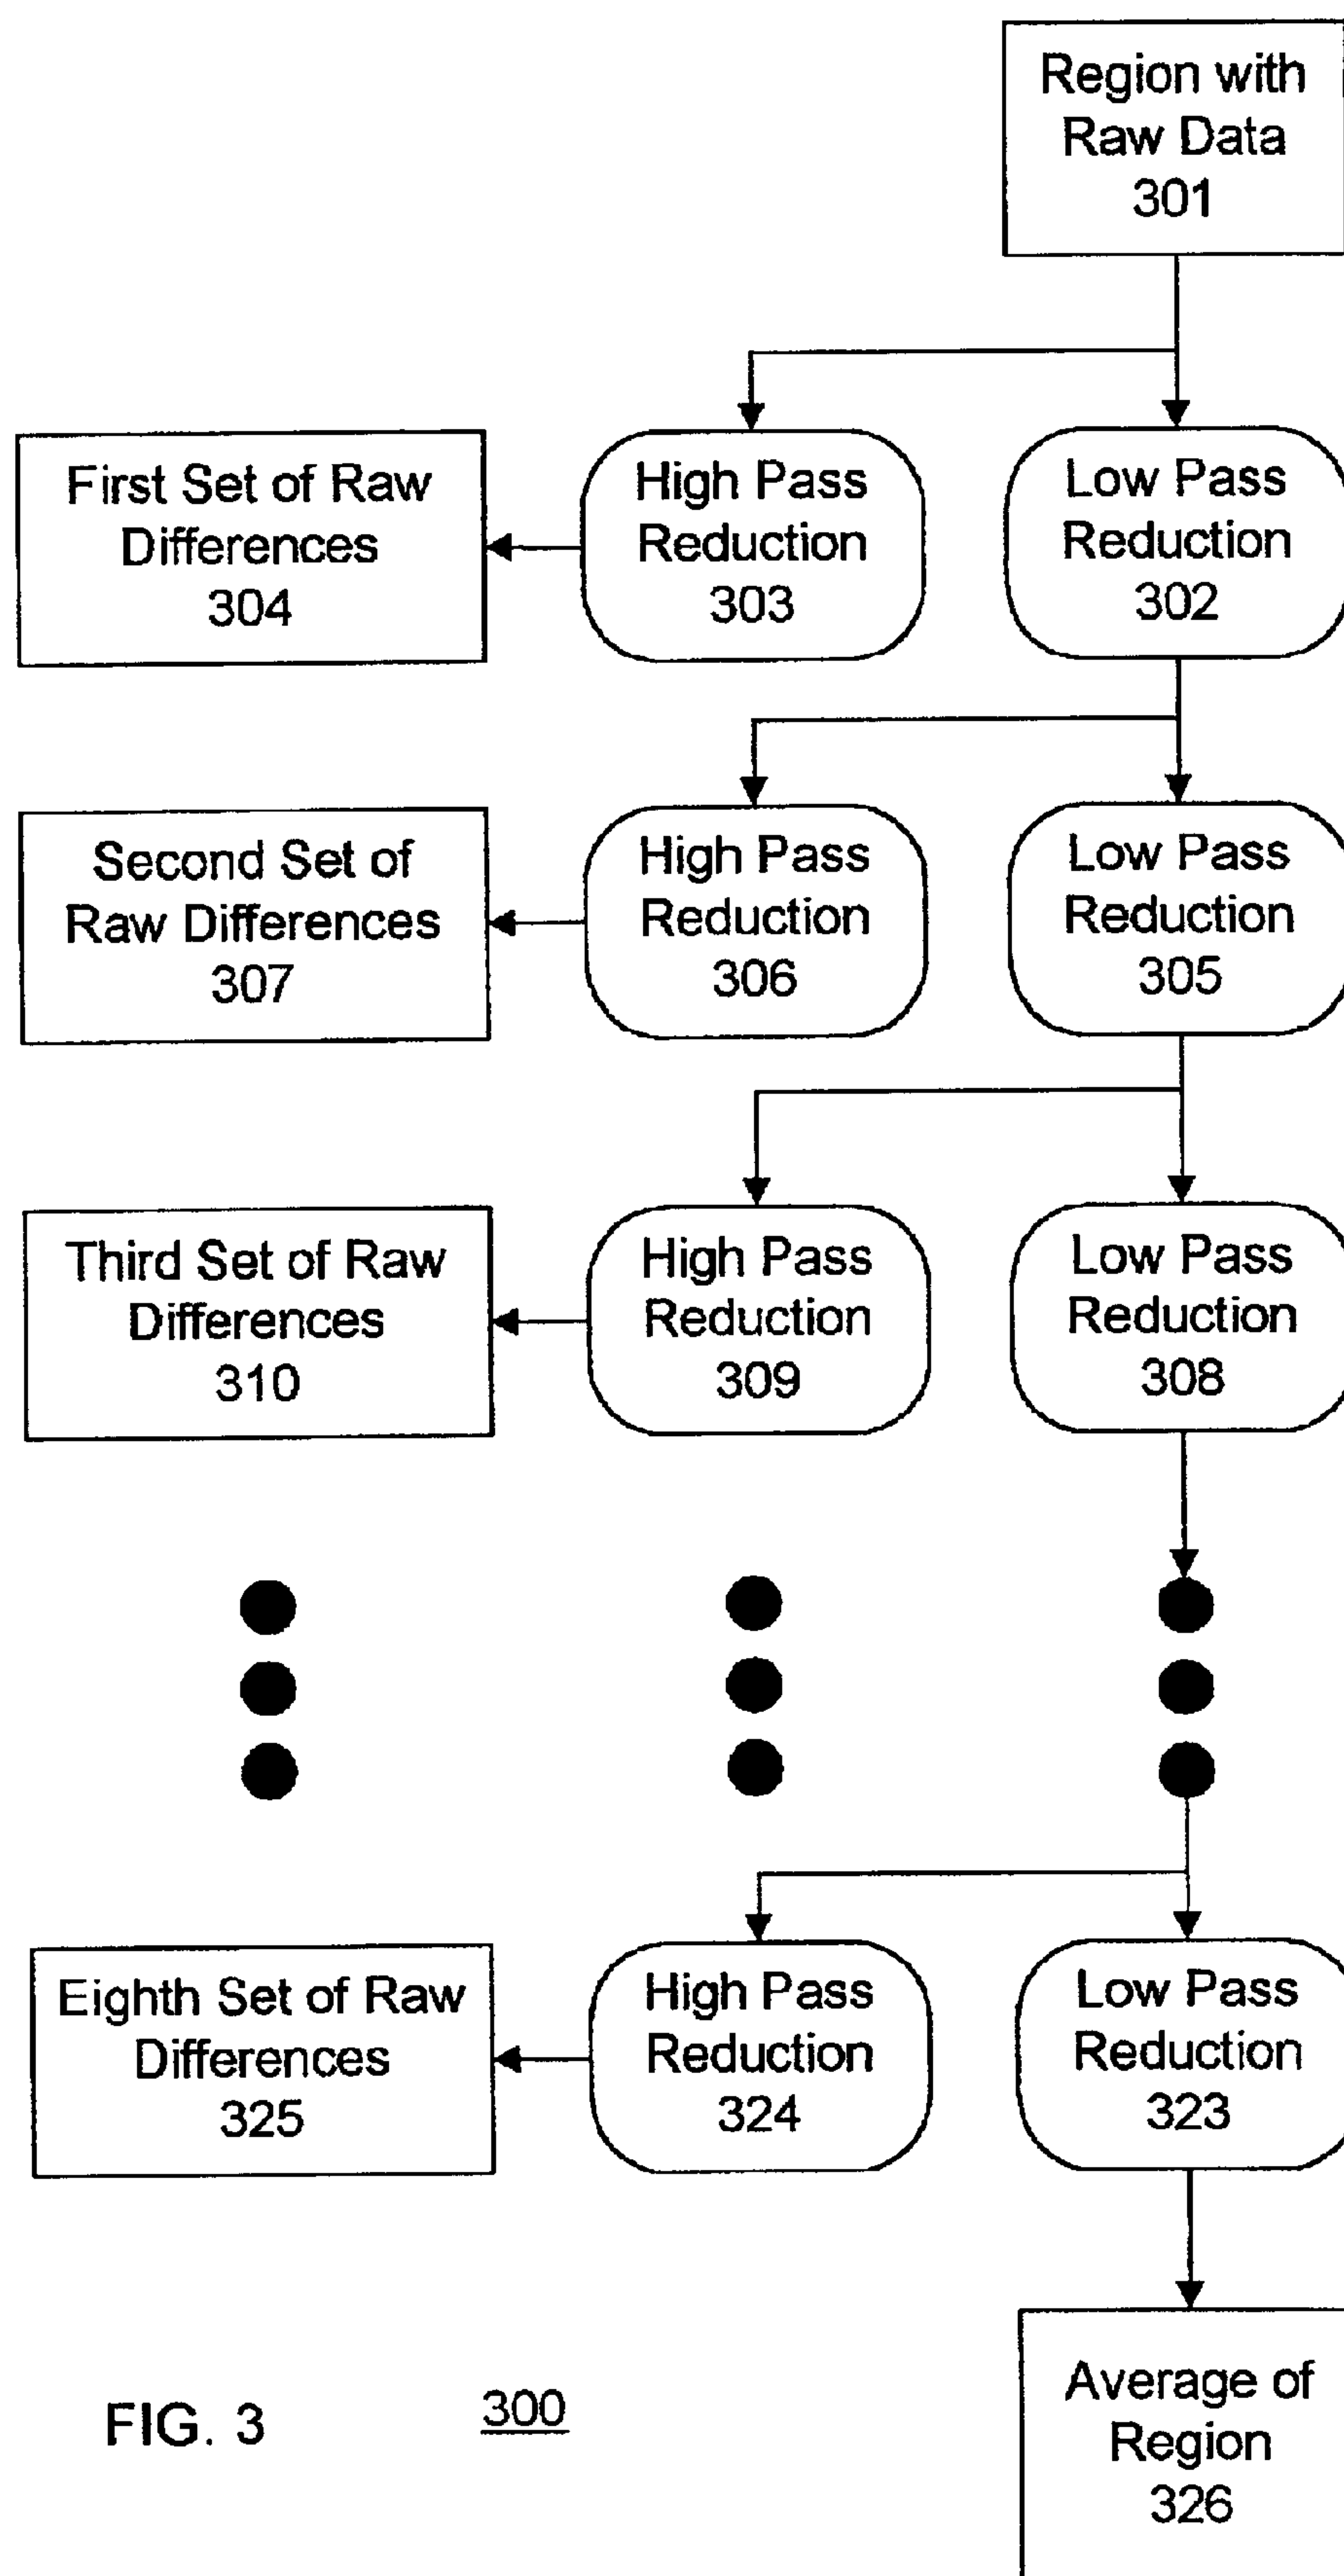 Region with
Raw Data
301
First Set of Raw
Differences
304
High Pass
Reduction
303
Low Pass
Reduction
302
Second Set of
Raw Differences
307
High Pass
Reduction
306
Low Pass
Reduction
305
Third Set of Raw
Differences
310
High Pass
Reduction
309
Low Pass
Reduction
308
Eighth Set of Raw
Differences
325
High Pass
Reduction
324
Low Pass
Reduction
323
Average of
Region
326
FIG. 3
300